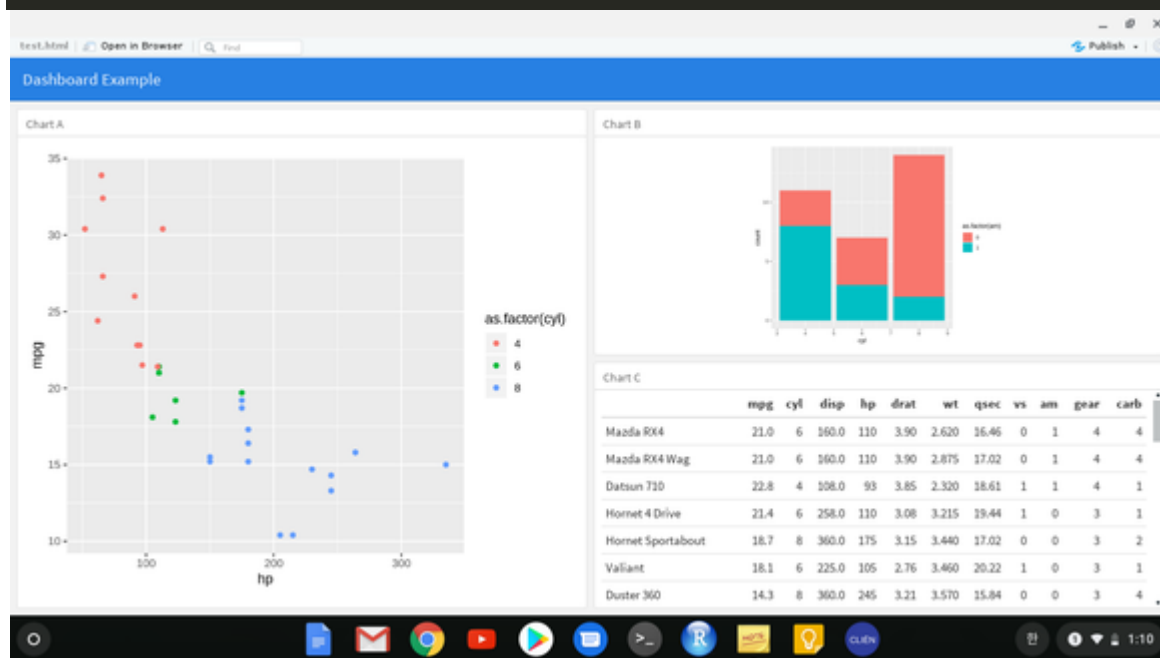 test.html Open in Browser Find Publish
Dashboard Example
Chart A
35
30
25
20
15
10
mpg
100 200 300
hp
as.factor(cyl)
4
6
8
Chart B
count
cyl
as.factor(am)
Chart C
mpg cyl disp hp drat wt qsec vs am gear carb
Mazda RX4 21.0 6 160.0 110 3.90 2.620 16.46 0 1 4 4
Mazda RX4 Wag 21.0 6 160.0 110 3.90 2.875 17.02 0 1 4 4
Datsun 710 22.8 4 108.0 93 3.85 2.320 18.61 1 1 4 1
Hornet 4 Drive 21.4 6 258.0 110 3.08 3.215 19.44 1 0 3 1
Hornet Sportabout 18.7 8 360.0 175 3.15 3.440 17.02 0 0 3 2
Valiant 18.1 6 225.0 105 2.76 3.460 20.22 1 0 3 1
Duster 360 14.3 8 360.0 245 3.21 3.570 15.84 0 0 3 4
>_ R NOTE CLIEN 한 1:10